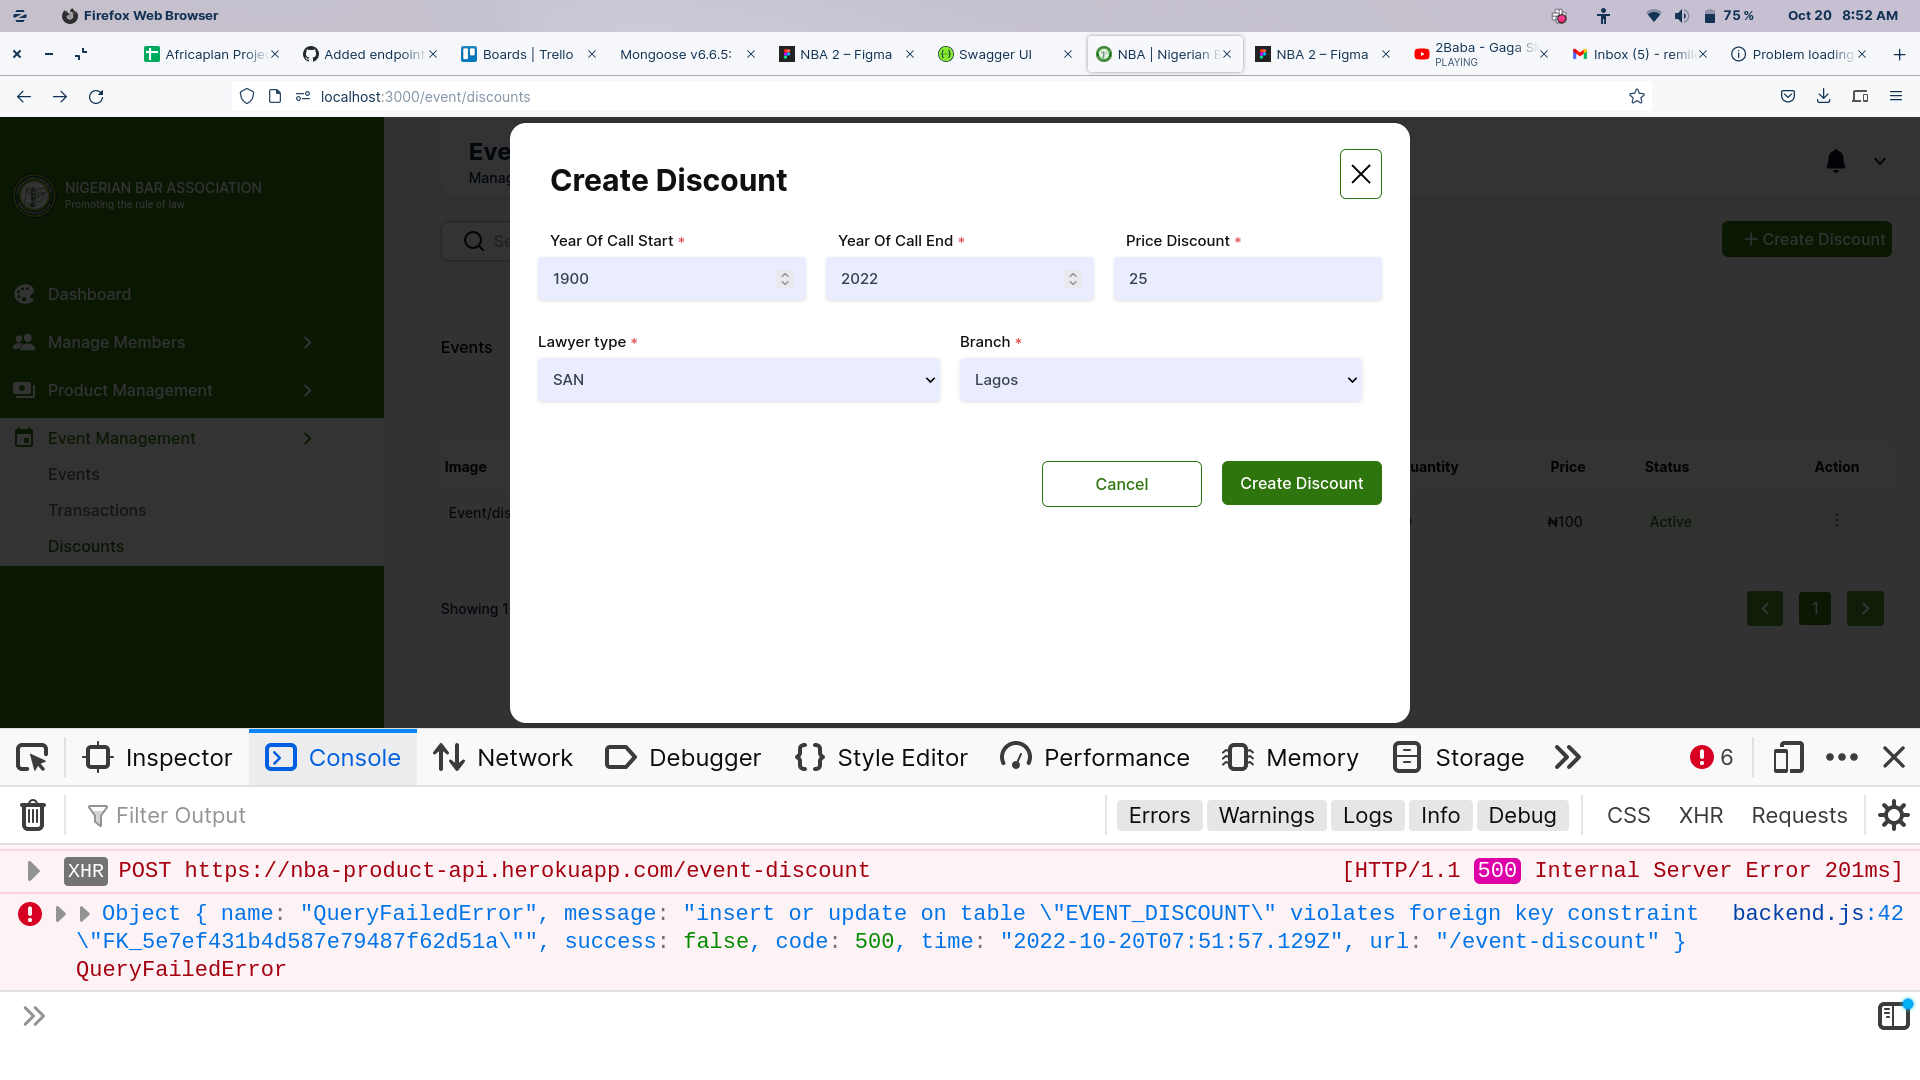 Firefox Web Browser
75 %
Oct 20 8:52 AM
Africaplan Proje
Added endpoint
Boards | Trello
Mongoose v6.6.5:
NBA 2 – Figma
Swagger UI
NBA | Nigerian B
NBA 2 – Figma
2Baba - Gaga S
PLAYING
Inbox (5) - remil
Problem loading
localhost:3000/event/discounts
NIGERIAN BAR ASSOCIATION
Promoting the rule of law
Dashboard
Manage Members
Product Management
Event Management
Events
Transactions
Discounts
Eve
Manag
Se
+ Create Discount
Events
Image
uantity
Price
Status
Action
Event/dis
₦100
Active
Showing 1
1
Create Discount
Year Of Call Start *
Year Of Call End *
Price Discount *
1900
2022
25
Lawyer type *
Branch *
SAN
Lagos
Cancel
Create Discount
Inspector
Console
Network
Debugger
{} Style Editor
Performance
Memory
Storage
6
Filter Output
Errors
Warnings
Logs
Info
Debug
CSS
XHR
Requests
XHR POST https://nba-product-api.herokuapp.com/event-discount
[HTTP/1.1 500 Internal Server Error 201ms]
Object { name: "QueryFailedError", message: "insert or update on table \"EVENT_DISCOUNT\" violates foreign key constraint
backend.js:42
\"FK_5e7ef431b4d587e79487f62d51a\"", success: false, code: 500, time: "2022-10-20T07:51:57.129Z", url: "/event-discount" }
QueryFailedError